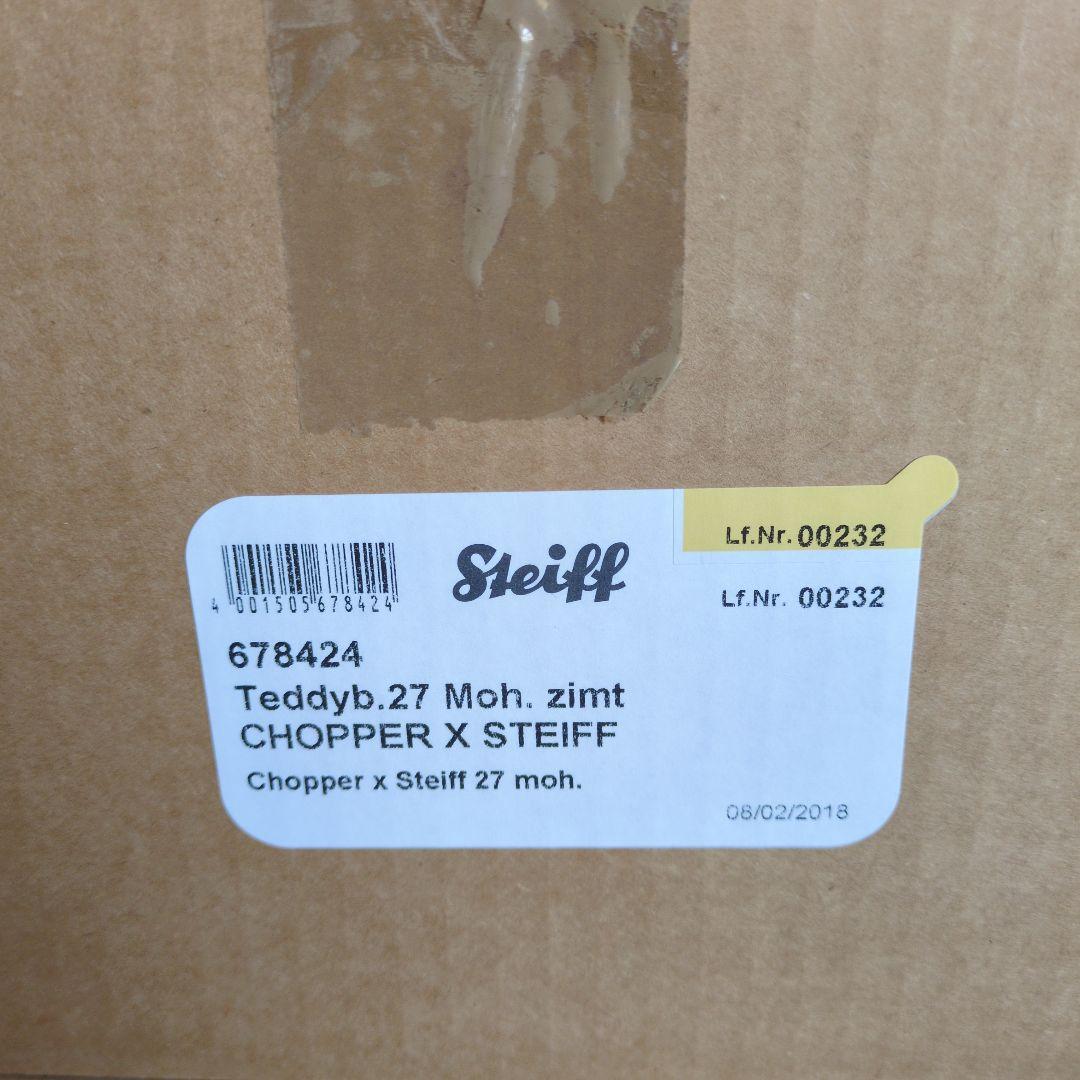 Lf.Nr. 00232
Steiff
Lf.Nr. 00232
4 001505 678424
678424
Teddyb.27 Moh. zimt
CHOPPER X STEIFF
Chopper x Steiff 27 moh.
08/02/2018